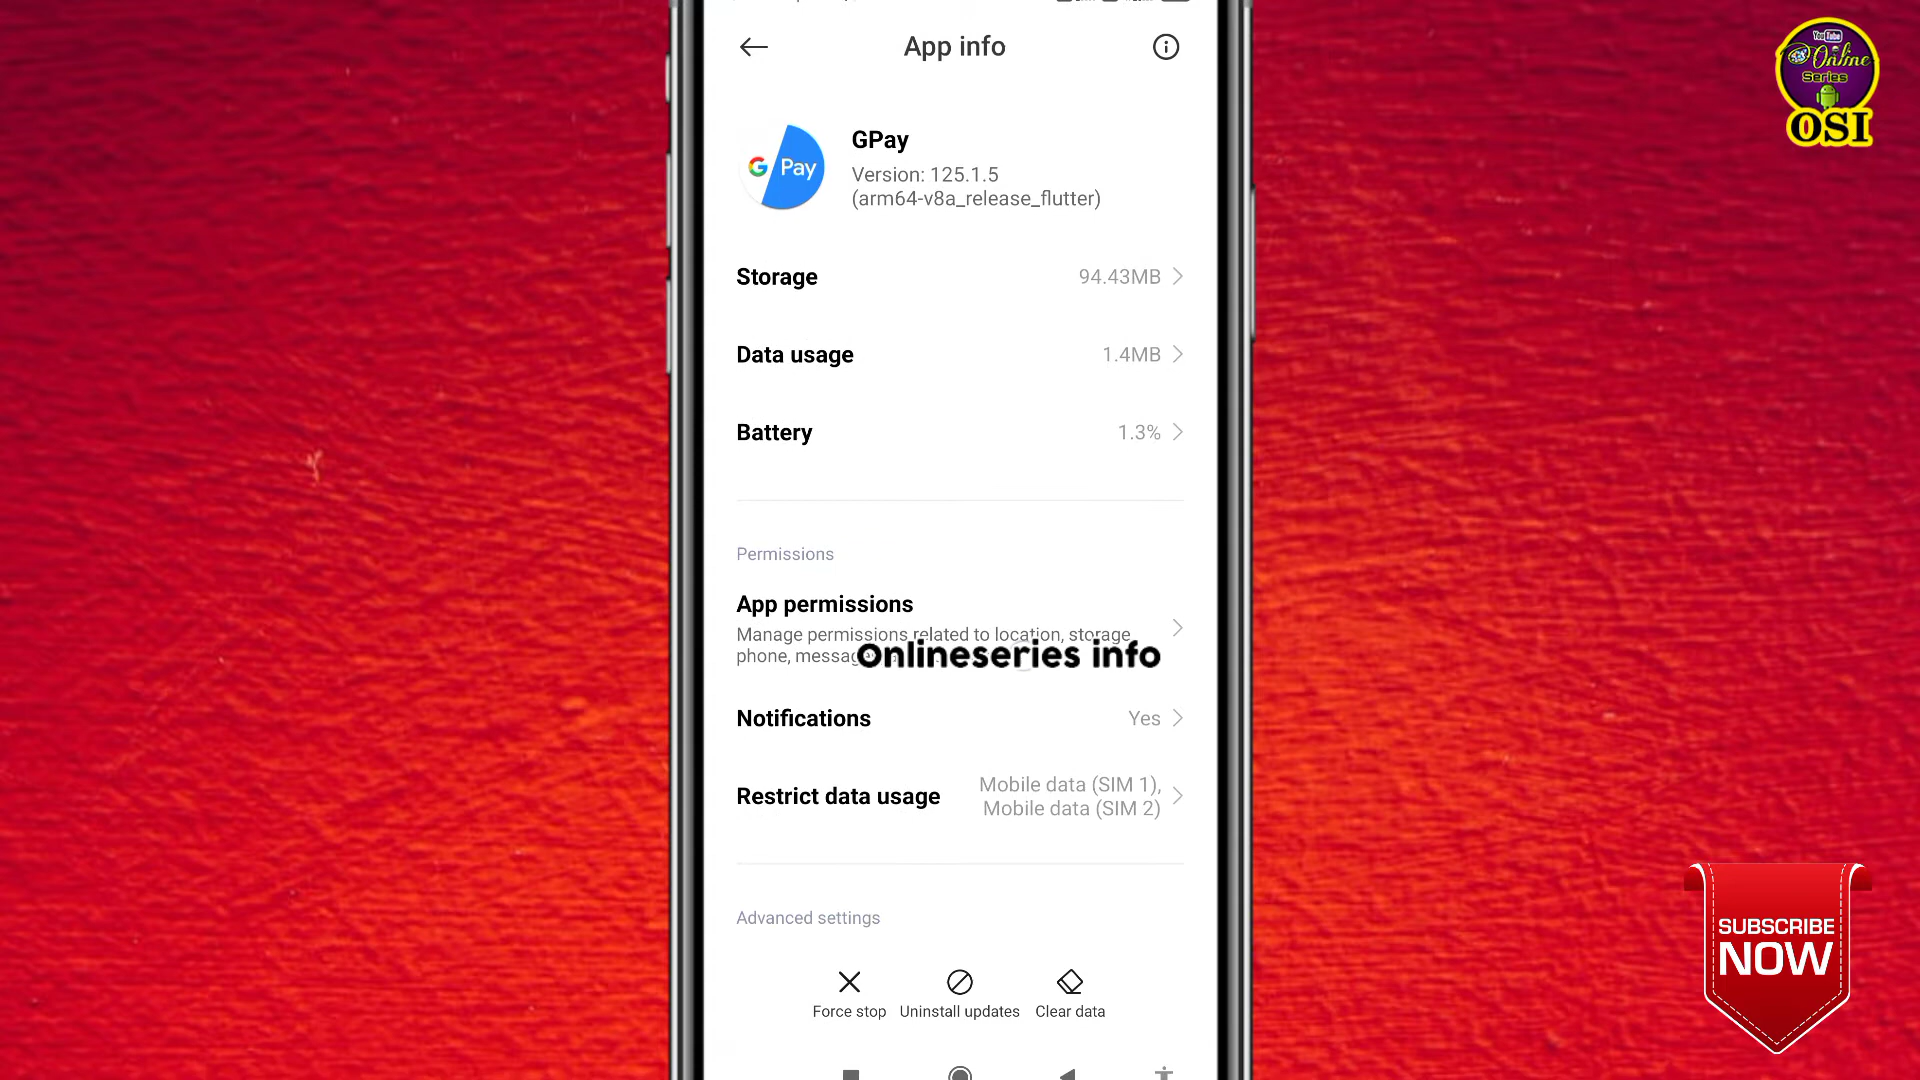 App info
YouTube
Online
Series
OSI
G Pay
GPay
Version: 125.1.5
(arm64-v8a_release_flutter)
Storage 94.43MB
Data usage 1.4MB
Battery 1.3%
Permissions
App permissions
Manage permissions related to location, storage
phone, messag
onlineseries info
Notifications Yes
Restrict data usage Mobile data (SIM 1),
Mobile data (SIM 2)
Advanced settings
Force stop Uninstall updates Clear data
SUBSCRIBE
NOW